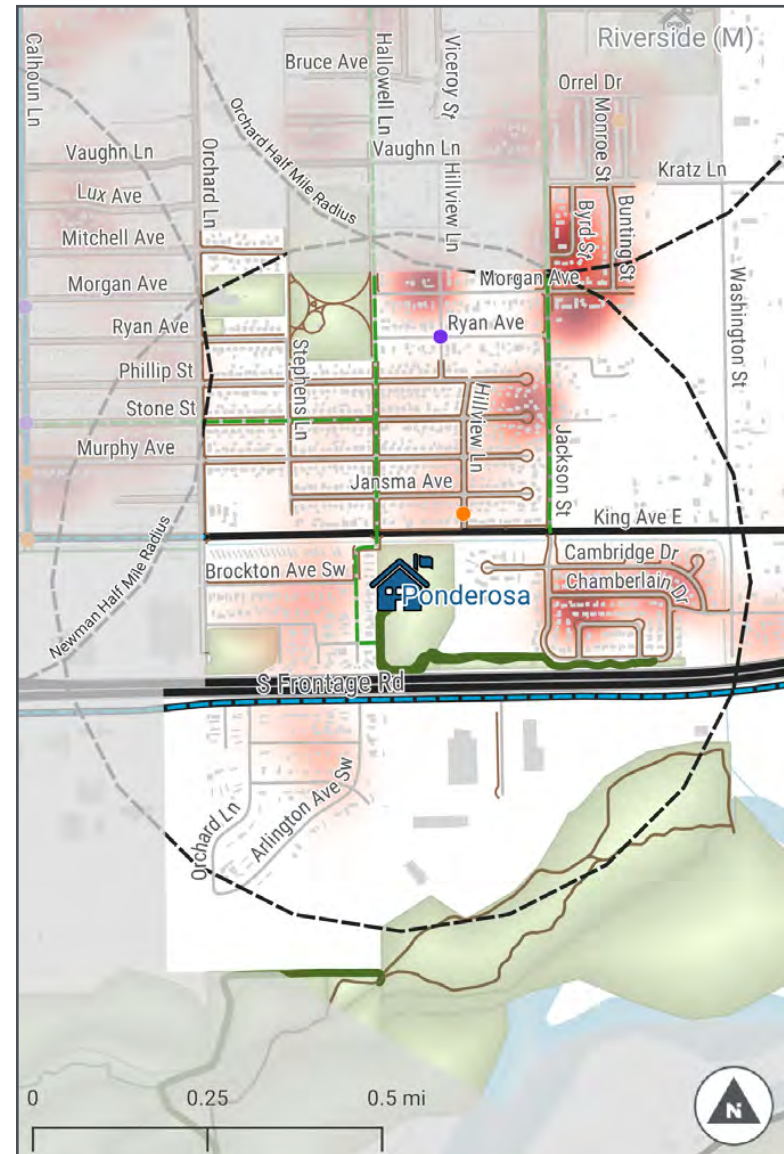 Riverside (M)
Calhoun Ln
Bruce Ave
Hallowell Ln
Viceroy St
Orrel Dr
Orchard Half Mile Radius
Monroe St
Orchard Ln
Vaughn Ln
Vaughn Ln
Hillview Ln
Kratz Ln
Lux Ave
Byrd St
Bunting St
Mitchell Ave
Morgan Ave
Morgan Ave
Washington St
Ryan Ave
Ryan Ave
Stephens Ln
Phillip St
Hillview Ln
Stone St
Jackson St
Murphy Ave
Jansma Ave
King Ave E
Cambridge Dr
Brockton Ave Sw
Chamberlain Dr
Ponderosa
Newman Half Mile Radius
S Frontage Rd
Orchard Ln
Arlington Ave Sw
0
0.25
0.5 mi
N